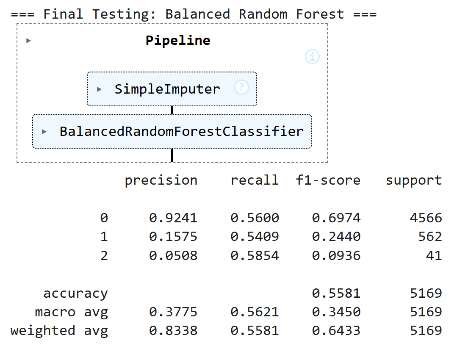 === Final Testing: Balanced Random Forest ===
Pipeline
i
SimpleImputer ?
BalancedRandomForestClassifier
precision recall f1-score support
0 0.9241 0.5600 0.6974 4566
1 0.1575 0.5409 0.2440 562
2 0.0508 0.5854 0.0936 41
accuracy 0.5581 5169
macro avg 0.3775 0.5621 0.3450 5169
weighted avg 0.8338 0.5581 0.6433 5169